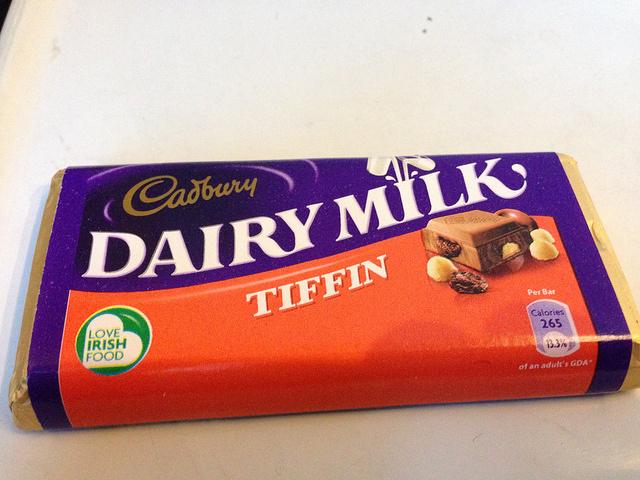 Cadbury
DAIRY MILK
TIFFIN
LOVE
IRISH
FOOD
Per Bar
Calories
265
13.3%
of an adult's GDA*